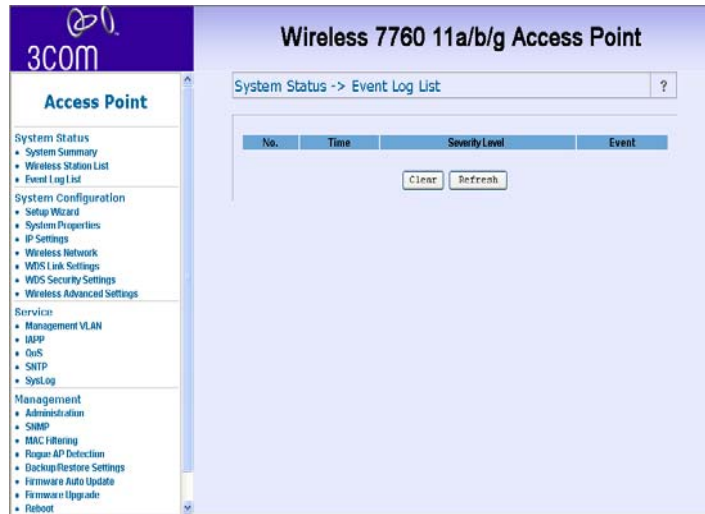 3COM
Wireless 7760 11a/b/g Access Point
Access Point
System Status
System Summary
Wireless Station List
Event Log List
System Configuration
Setup Wizard
System Properties
IP Settings
Wireless Network
WDS Link Settings
WDS Security Settings
Wireless Advanced Settings
Service
Management VLAN
IAPP
QoS
SNTP
SysLog
Management
Administration
SNMP
MAC Filtering
Rogue AP Detection
Backup/Restore Settings
Firmware Auto Update
Firmware Upgrade
Reboot
System Status -> Event Log List ?
No. Time Severity Level Event
Clear Refresh